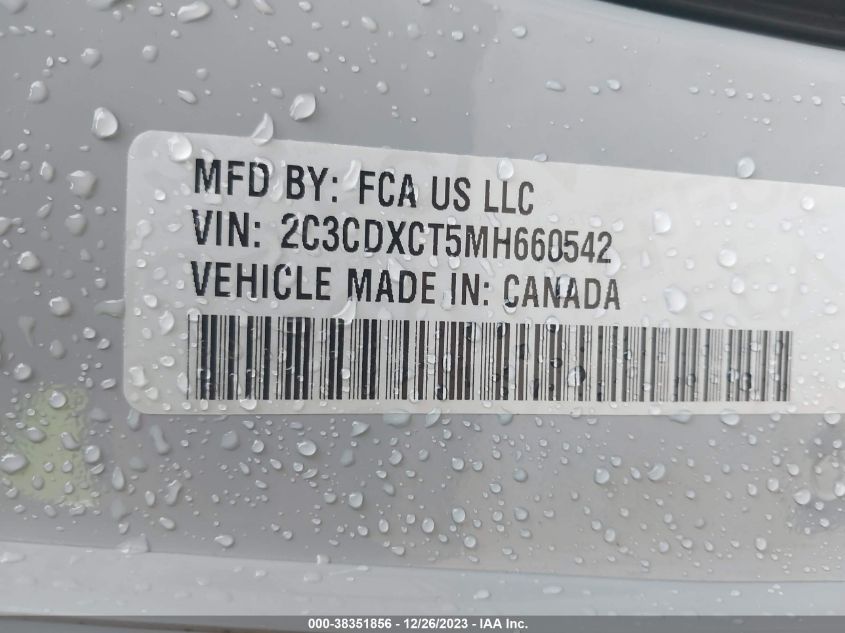 MFD BY: FCA US LLC
VIN: 2C3CDXCT5MH660542
VEHICLE MADE IN: CANADA
000-38351856 - 12/26/2023 - IAA Inc.